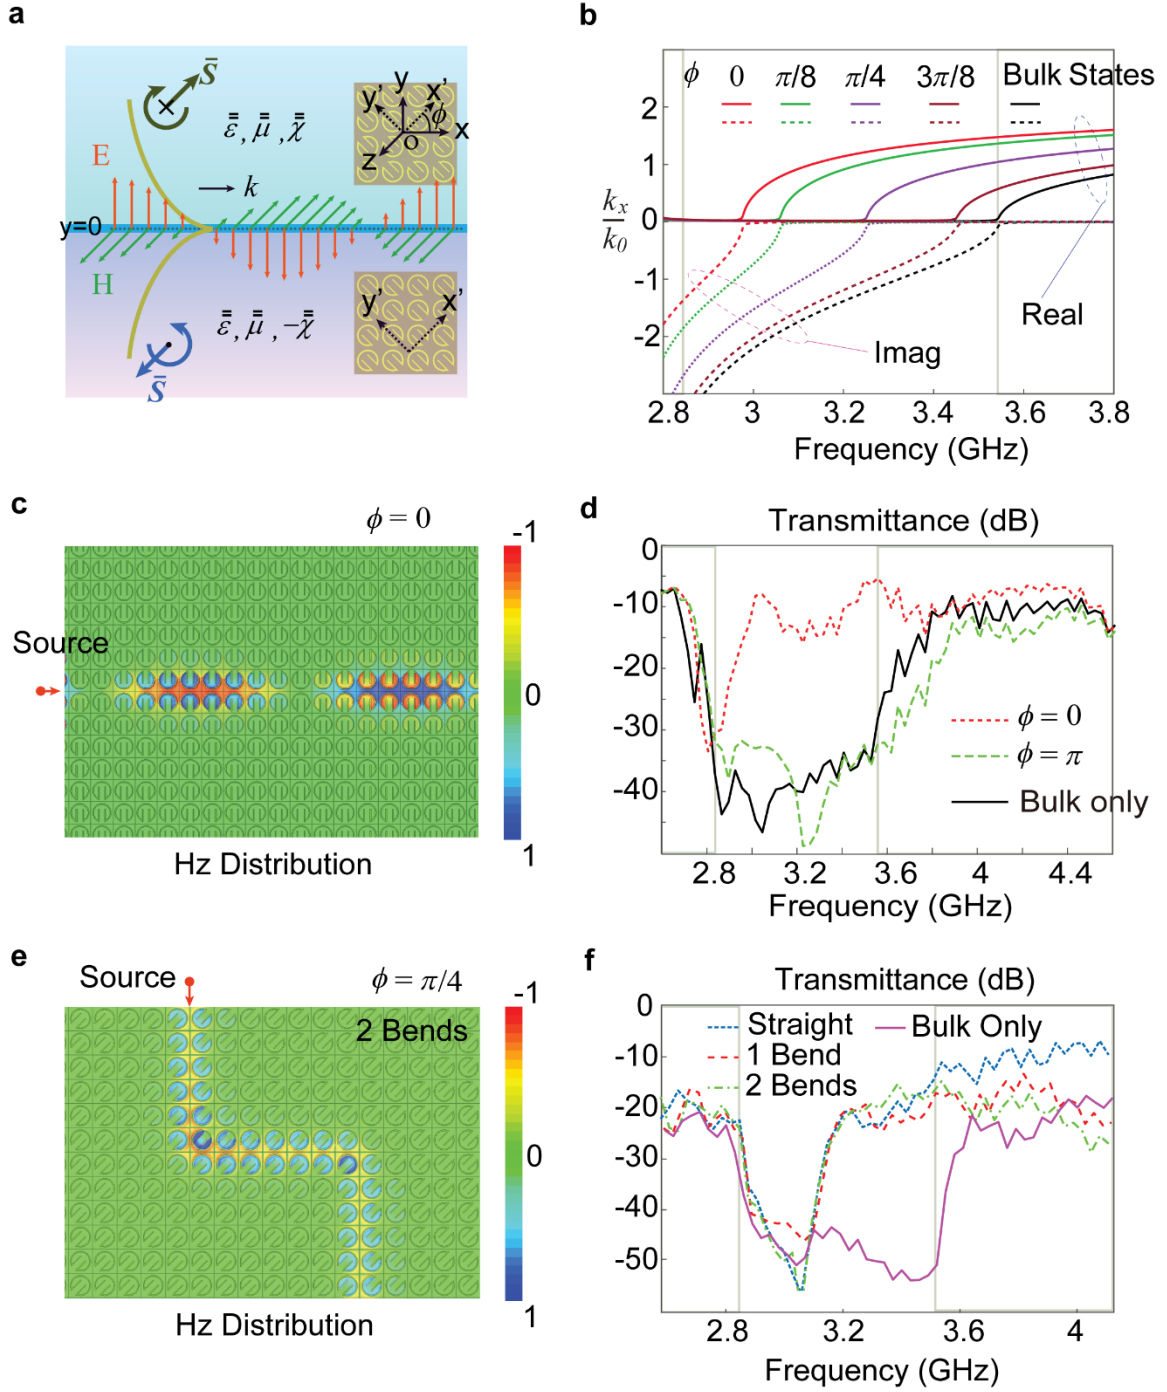 a
S̄
ε̿, μ̿, χ̿
y y' x' ϕ
x
o
z
E
k
y=0
H
y' x'
ε̿, μ̿, -χ̿
S̄
b
ϕ 0 π/8 π/4 3π/8 Bulk States
2
1
0
-1
-2
kx/k0
Real
Imag
2.8 3 3.2 3.4 3.6 3.8
Frequency (GHz)
c
ϕ = 0
-1
Source
0
1
Hz Distribution
d
Transmittance (dB)
0
-10
-20
-30
-40
ϕ = 0
ϕ = π
Bulk only
2.8 3.2 3.6 4 4.4
Frequency (GHz)
e
Source
ϕ = π/4
2 Bends
-1
0
1
Hz Distribution
f
Transmittance (dB)
0
-10
-20
-30
-40
-50
Straight Bulk Only
1 Bend
2 Bends
2.8 3.2 3.6 4
Frequency (GHz)